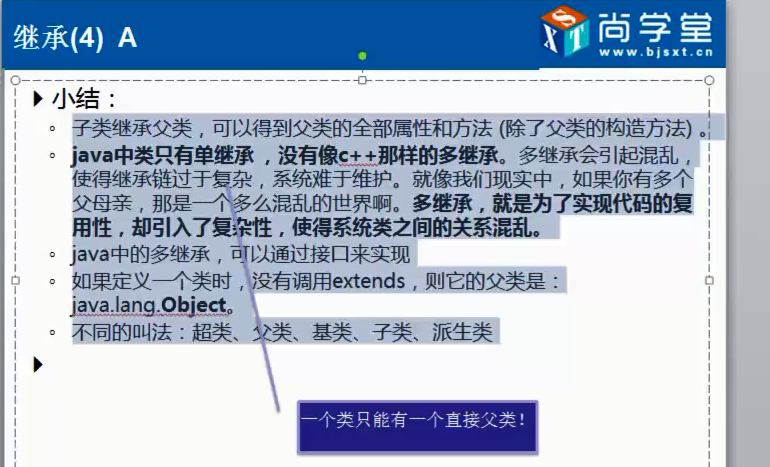 继承(4) A
SXT 尚学堂
www.bjsxt.cn
小结：
子类继承父类，可以得到父类的全部属性和方法 (除了父类的构造方法) 。
java中类只有单继承 ，没有像c++那样的多继承。多继承会引起混乱，
使得继承链过于复杂，系统难于维护。就像我们现实中，如果你有多个
父母亲，那是一个多么混乱的世界啊。多继承，就是为了实现代码的复
用性，却引入了复杂性，使得系统类之间的关系混乱。
java中的多继承，可以通过接口来实现
如果定义一个类时，没有调用extends，则它的父类是：
java.lang.Object。
不同的叫法：超类、父类、基类、子类、派生类
一个类只能有一个直接父类！